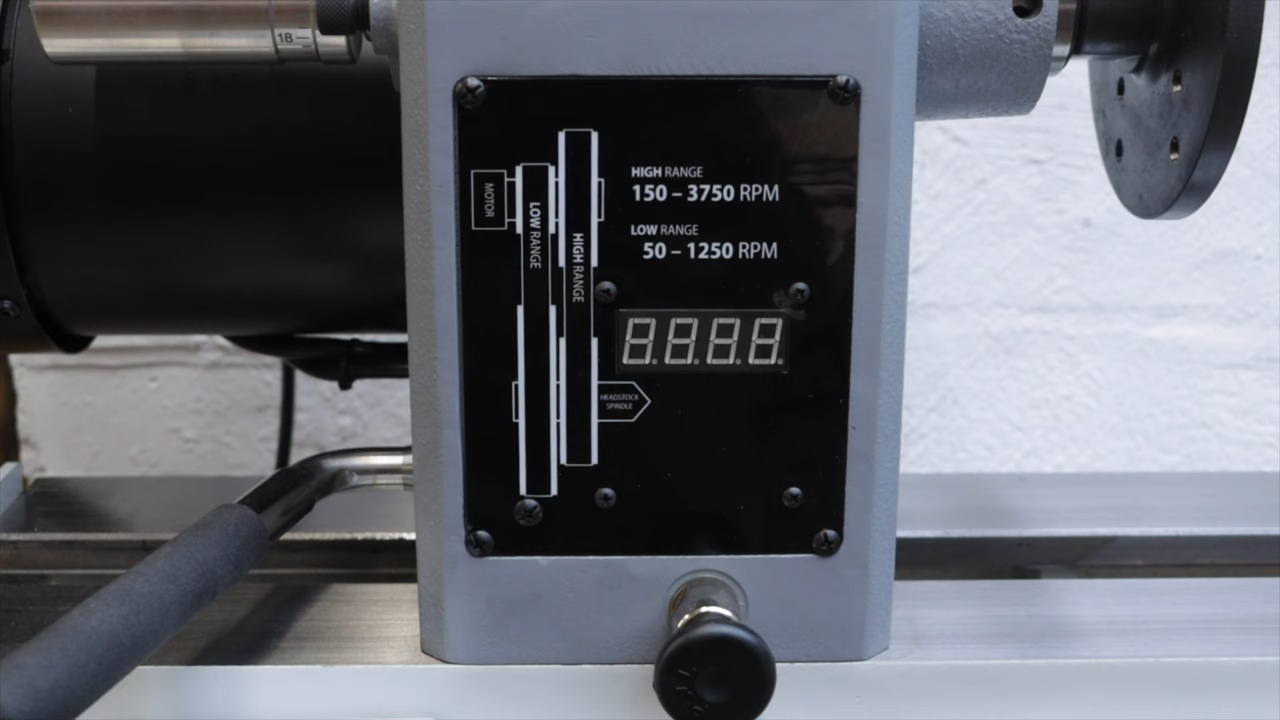 18
HIGH RANGE
150 – 3750 RPM
MOTOR
LOW RANGE
LOW RANGE
50 – 1250 RPM
HIGH RANGE
HEADSTOCK
SPINDLE